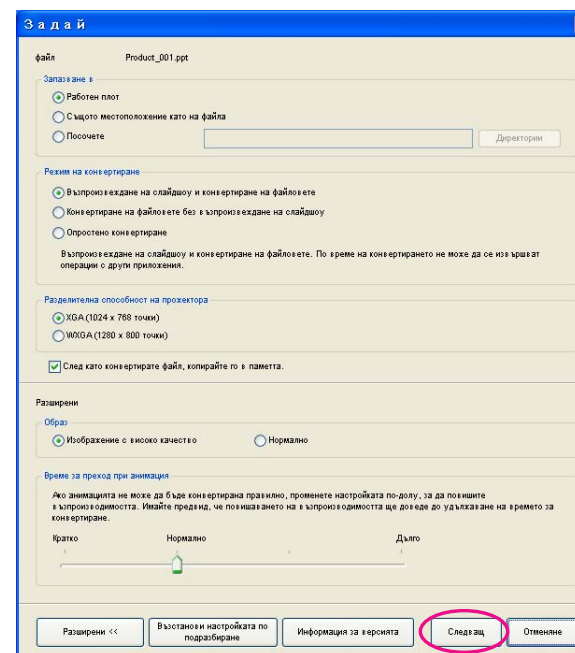 Задай
файл Product_001.ppt
Запазване в
Работен плот
Същото местоположение като на файла
Посочете
Директории
Режим на конвертиране
Възпроизвеждане на слайдшоу и конвертиране на файловете
Конвертиране на файловете без възпроизвеждане на слайдшоу
Опростено конвертиране
Възпроизвеждане на слайдшоу и конвертиране на файловете. По време на конвертирането не може да се извършват
операции с други приложения.
Разделителна способност на прожектора
XGA (1024 x 768 точки)
WXGA (1280 x 800 точки)
След като конвертирате файл, копирайте го в паметта.
Разширени
Образ
Изображение с високо качество Нормално
Време за преход при анимация
Ако анимацията не може да бъде конвертирана правилно, променете настройката по-долу, за да повишите
възпроизводимостта. Имайте предвид, че повишаването на възпроизводимостта ще доведе до удължаване на времето за
конвертиране.
Кратко Нормално Дълго
Разширени <<
Възстанови настройката по
подразбиране
Информация за версията
Следващ
Отменяне